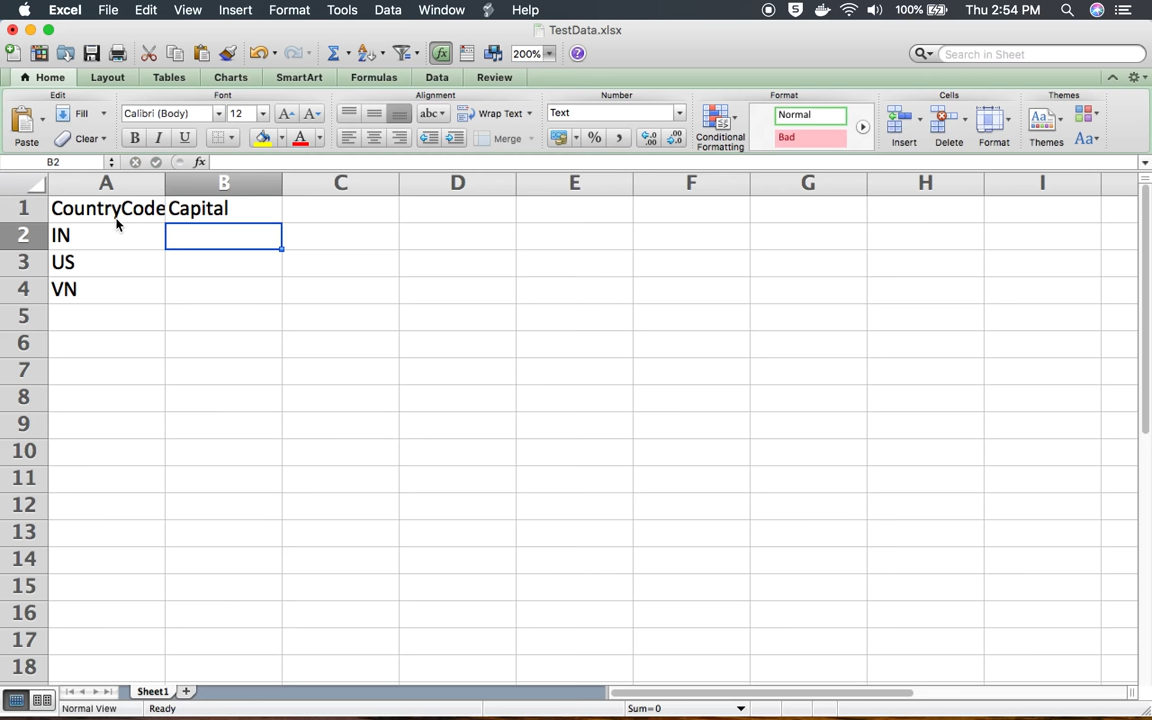 Excel File Edit View Insert Format Tools Data Window Help 100% Thu 2:54 PM
TestData.xlsx
200% Search in Sheet
Home Layout Tables Charts SmartArt Formulas Data Review
Edit Font Alignment Number Format Cells Themes
Fill Calibri (Body) 12 A A abc Wrap Text Text Normal
Paste Clear B I U A Merge % , Bad Conditional Formatting Insert Delete Format Themes Aa
B2 fx
A B C D E F G H I
1 CountryCode Capital
2 IN
3 US
4 VN
5
6
7
8
9
10
11
12
13
14
15
16
17
18
Sheet1
Normal View Ready Sum=0